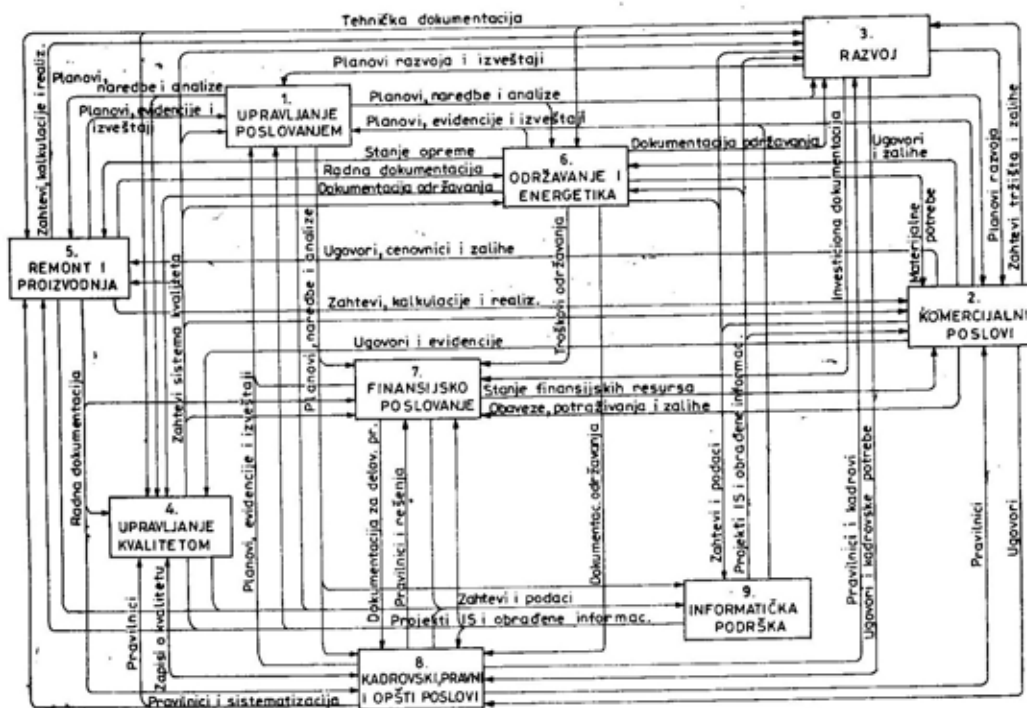 Tehnička dokumentacija
3.
RAZVOJ
Planovi razvoja i izveštaji
Zahtevi, kalkulacije i realiz.
Planovi,
naredbe i analize
Planovi, evidencije i
izveštaji
1.
UPRAVLJANJE
POSLOVANJEM
Planovi, naredbe i analize
Planovi, evidencije i izveštaji
Stanje opreme
Radna dokumentacija
Dokumentacija održavanja
6.
ODRŽAVANJE I
ENERGETIKA
Dokumentacija održavanja
Ugovori
i zalihe
Planovi razvoja
Zahtevi tržišta i zalihe
Investiciona dokumentacija
Materijalne
potrebe
5.
REMONT I
PROIZVODNJA
Ugovori, cenovnici i zalihe
Zahtevi, kalkulacije i realiz.
2.
KOMERCIJALNI
POSLOVI
Ugovori i evidencije
Planovi, naredbe i analize
Troškovi održavanja
Zahtevi sistema kvaliteta
7.
FINANSIJSKO
POSLOVANJE
Stanje finansijskih resursa
Obaveze, potraživanja i zalihe
Radna dokumentacija
Planovi, evidencije i izveštaji
Dokumentacija za delov. pr.
Pravilnici i rešenja
Dokumentac. održavanja
Zahtevi i podaci
Projekti IS i obrađene informac.
Pravilnici i kadrovi
Ugovori i kadrovske potrebe
Pravilnici
Ugovori
4.
UPRAVLJANJE
KVALITETOM
Zahtevi i podaci
Projekti IS i obrađene informac.
9.
INFORMATIČKA
PODRŠKA
Pravilnici
Zapisi o kvalitetu
8.
KADROVSKI, PRAVNI
I OPŠTI POSLOVI
Pravilnici i sistematizacija